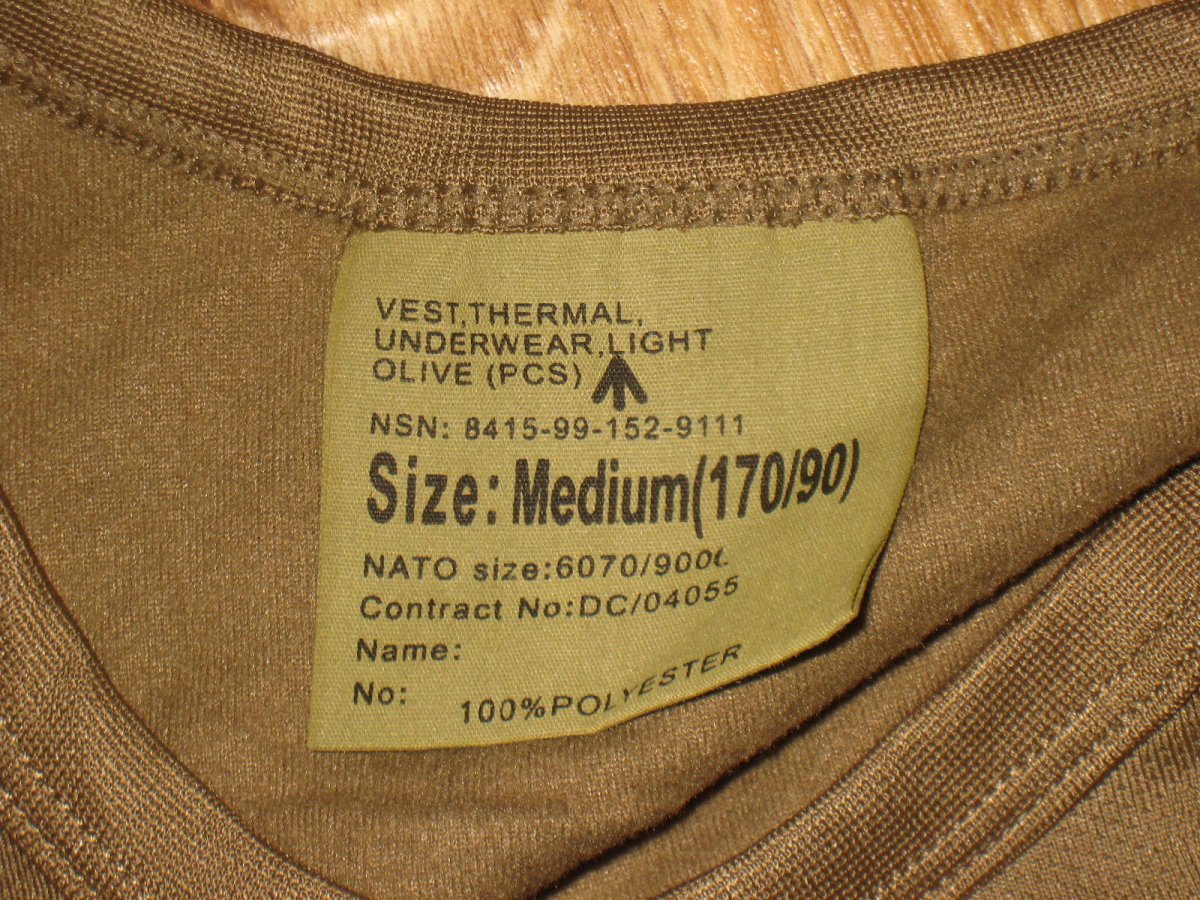 VEST,THERMAL,
UNDERWEAR,LIGHT
OLIVE (PCS)
NSN: 8415-99-152-9111
Size: Medium(170/90)
NATO size:6070/9000
Contract No:DC/04055
Name:
No:
100%POLYESTER